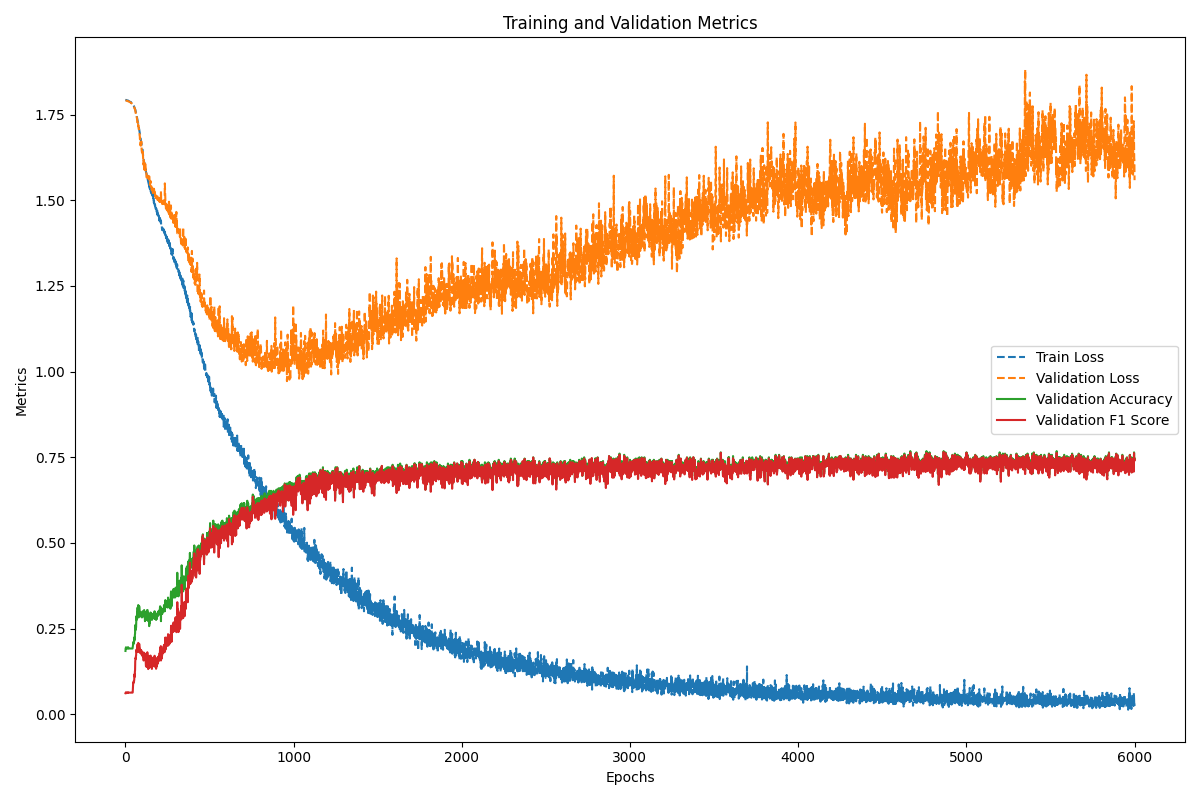 Training and Validation Metrics
Metrics
1.75
1.50
1.25
1.00
0.75
0.50
0.25
0.00
Train Loss
Validation Loss
Validation Accuracy
Validation F1 Score
0
1000
2000
3000
4000
5000
6000
Epochs